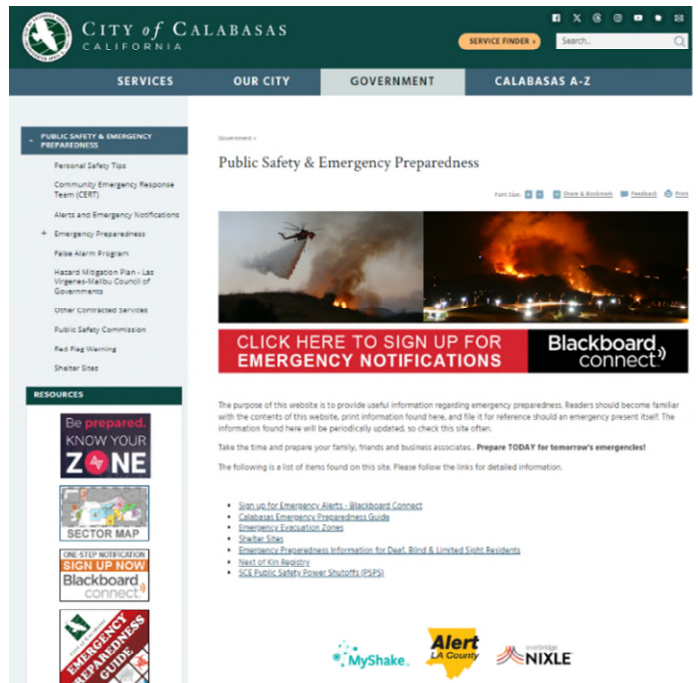 CITY of CALABASAS
CALIFORNIA
SERVICE FINDER ›
Search...
SERVICES
OUR CITY
GOVERNMENT
CALABASAS A-Z
- PUBLIC SAFETY & EMERGENCY
PREPAREDNESS
Personal Safety Tips
Community Emergency Response
Team (CERT)
Alerts and Emergency Notifications
+ Emergency Preparedness
False Alarm Program
Hazard Mitigation Plan - Las
Virgenes-Malibu Council of
Governments
Other Contracted Services
Public Safety Commission
Red Flag Warning
Shelter Sites
RESOURCES
Be prepared.
KNOW YOUR
ZONE
SECTOR MAP
ONE-STEP NOTIFICATION
SIGN UP NOW
Blackboard
connect
CITY of CALABASAS
EMERGENCY
PREPAREDNESS
GUIDE
Government »
Public Safety & Emergency Preparedness
Font Size: Share & Bookmark Feedback Print
CLICK HERE TO SIGN UP FOR
EMERGENCY NOTIFICATIONS
Blackboard
connect
The purpose of this website is to provide useful information regarding emergency preparedness. Readers should become familiar
with the contents of this website, print information found here, and file it for reference should an emergency present itself. The
information found here will be periodically updated, so check this site often.
Take the time and prepare your family, friends and business associates.. Prepare TODAY for tomorrow's emergencies!
The following is a list of items found on this site. Please follow the links for detailed information.
• Sign up for Emergency Alerts - Blackboard Connect
• Calabasas Emergency Preparedness Guide
• Emergency Evacuation Zones
• Shelter Sites
• Emergency Preparedness Information for Deaf, Blind & Limited Sight Residents
• Next of Kin Registry
• SCE Public Safety Power Shutoffs (PSPS)
MyShake
Alert
LA County
everbridge
NIXLE